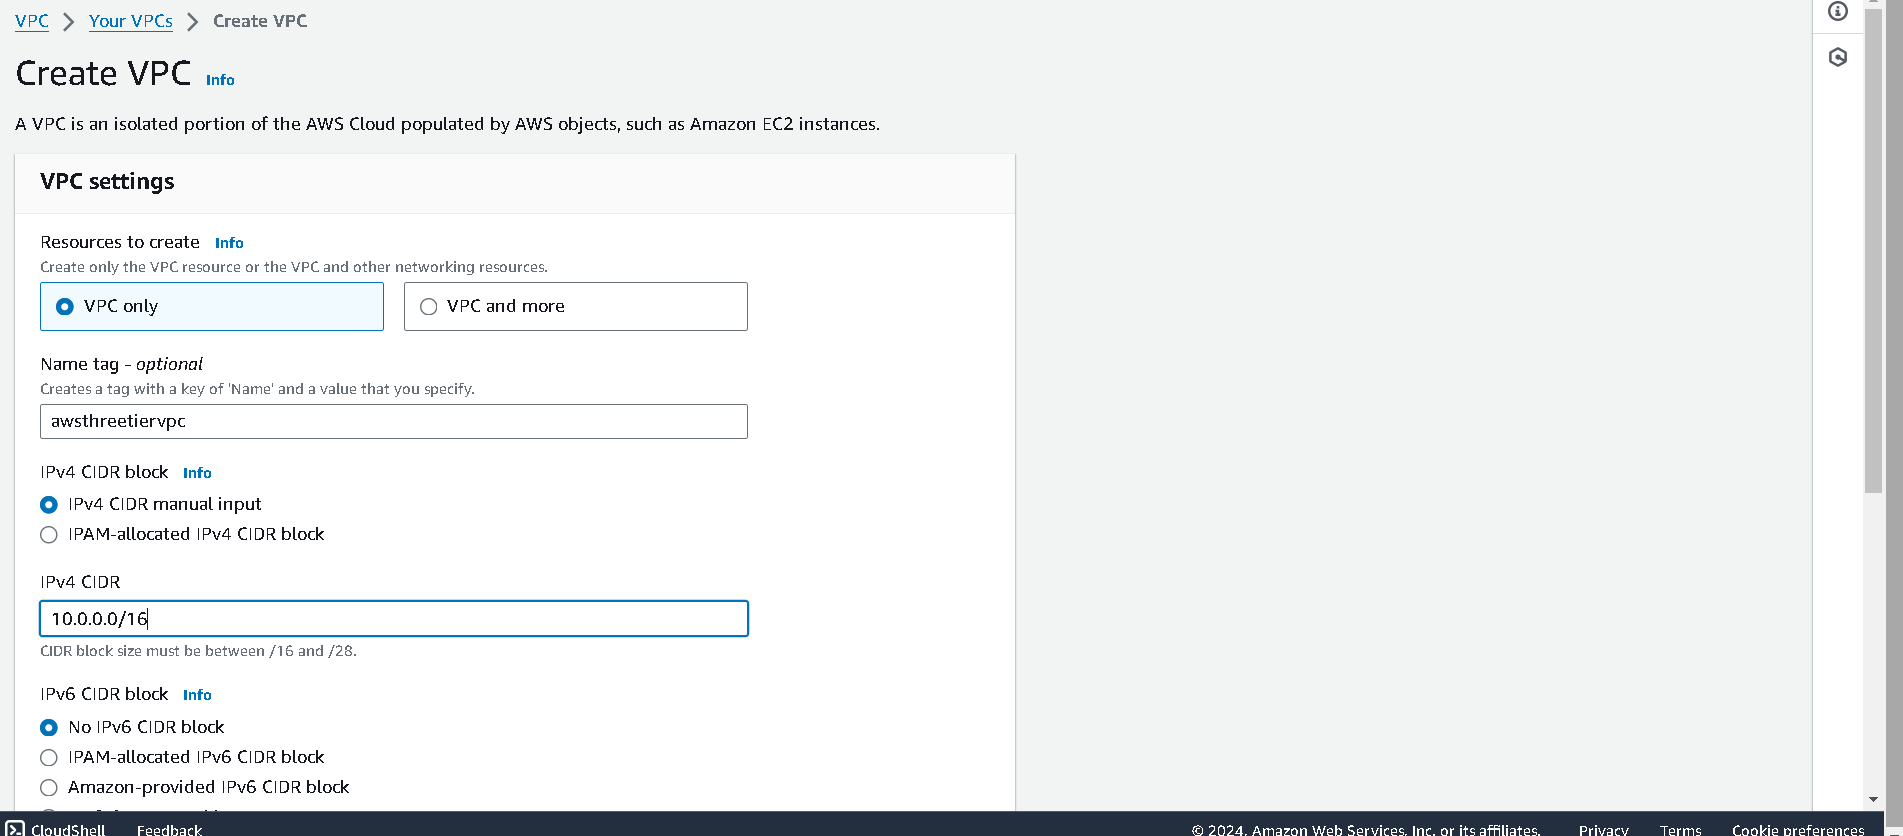 VPC > Your VPCs > Create VPC
Create VPC Info
A VPC is an isolated portion of the AWS Cloud populated by AWS objects, such as Amazon EC2 instances.
VPC settings
Resources to create Info
Create only the VPC resource or the VPC and other networking resources.
VPC only VPC and more
Name tag - optional
Creates a tag with a key of 'Name' and a value that you specify.
awsthreetiervpc
IPv4 CIDR block Info
IPv4 CIDR manual input
IPAM-allocated IPv4 CIDR block
IPv4 CIDR
10.0.0.0/16
CIDR block size must be between /16 and /28.
IPv6 CIDR block Info
No IPv6 CIDR block
IPAM-allocated IPv6 CIDR block
Amazon-provided IPv6 CIDR block
CloudShell Feedback © 2024, Amazon Web Services, Inc. or its affiliates. Privacy Terms Cookie preferences